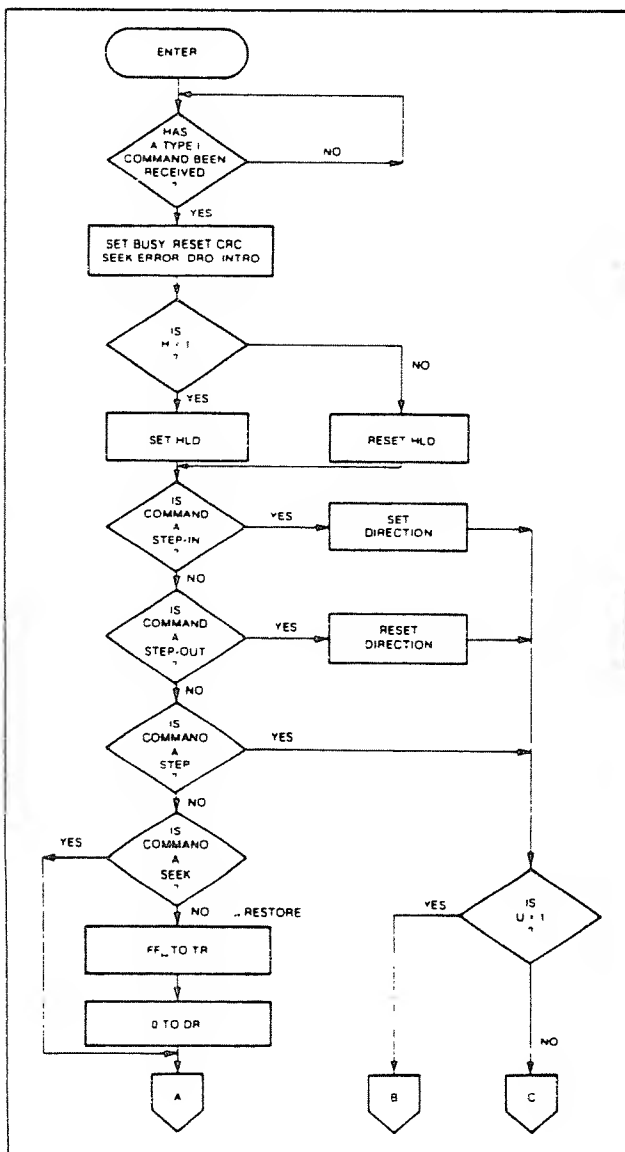 ENTER
HAS
A TYPE I
COMMAND BEEN
RECEIVED
?
NO
YES
SET BUSY RESET CRC
SEEK ERROR DRQ INTRQ
IS
?
NO
YES
SET HLD
RESET HLD
IS
COMMAND
A
STEP-IN
?
YES
SET
DIRECTION
NO
IS
COMMAND
A
STEP-OUT
?
YES
RESET
DIRECTION
NO
IS
COMMAND
A
STEP
?
YES
NO
IS
COMMAND
A
SEEK
?
YES
NO
RESTORE
TO TR
0 TO DR
IS
?
YES
NO
A
B
C